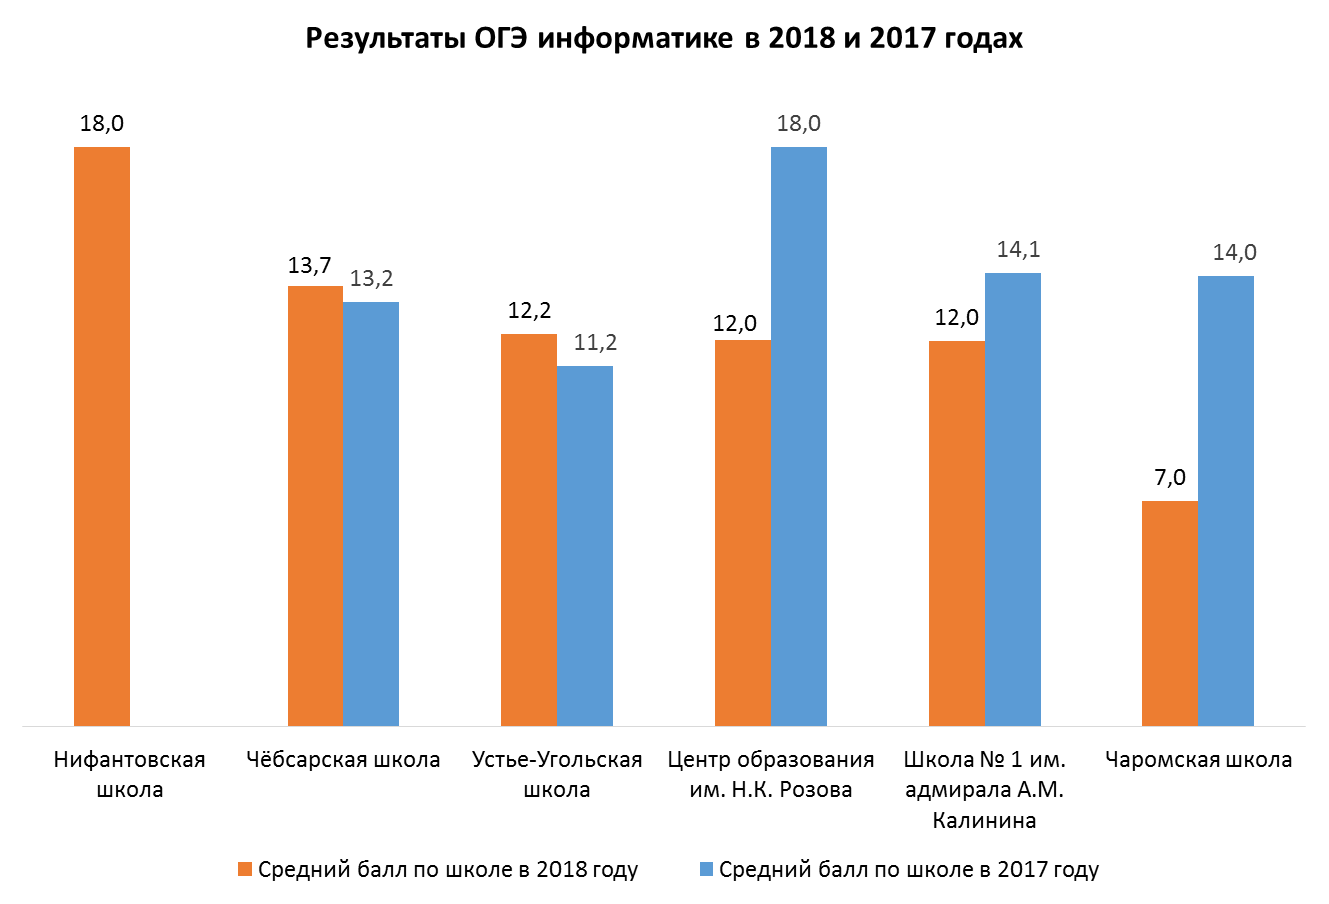 Результаты ОГЭ информатике в 2018 и 2017 годах
18,0
13,7
13,2
12,2
11,2
12,0
18,0
12,0
14,1
7,0
14,0
Нифантовская
школа
Чёбсарская школа
Устье-Угольская
школа
Центр образования
им. Н.К. Розова
Школа № 1 им.
адмирала А.М.
Калинина
Чаромская школа
Средний балл по школе в 2018 году
Средний балл по школе в 2017 году